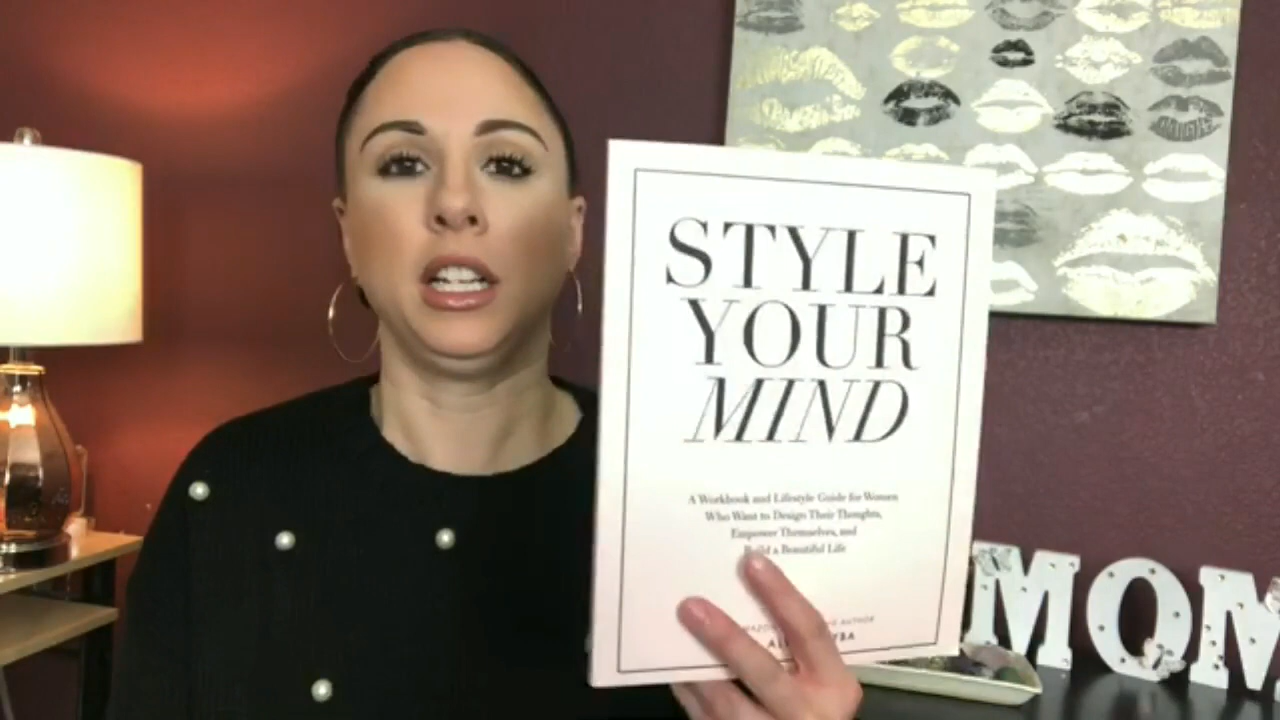 STYLE
YOUR
MIND
A Workbook and Lifestyle Guide for Women
Who Want to Design Their Thoughts,
Empower Themselves, and
Build a Beautiful Life
AUTHOR
MOM